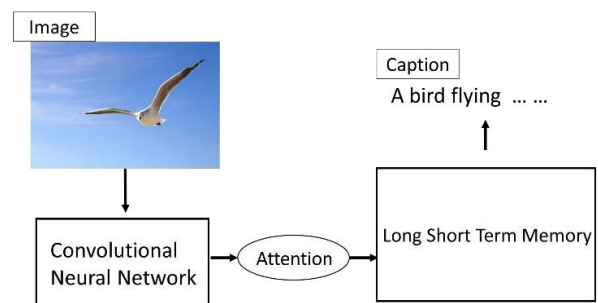 Image
Caption
A bird flying ... ...
Convolutional
Neural Network
Attention
Long Short Term Memory